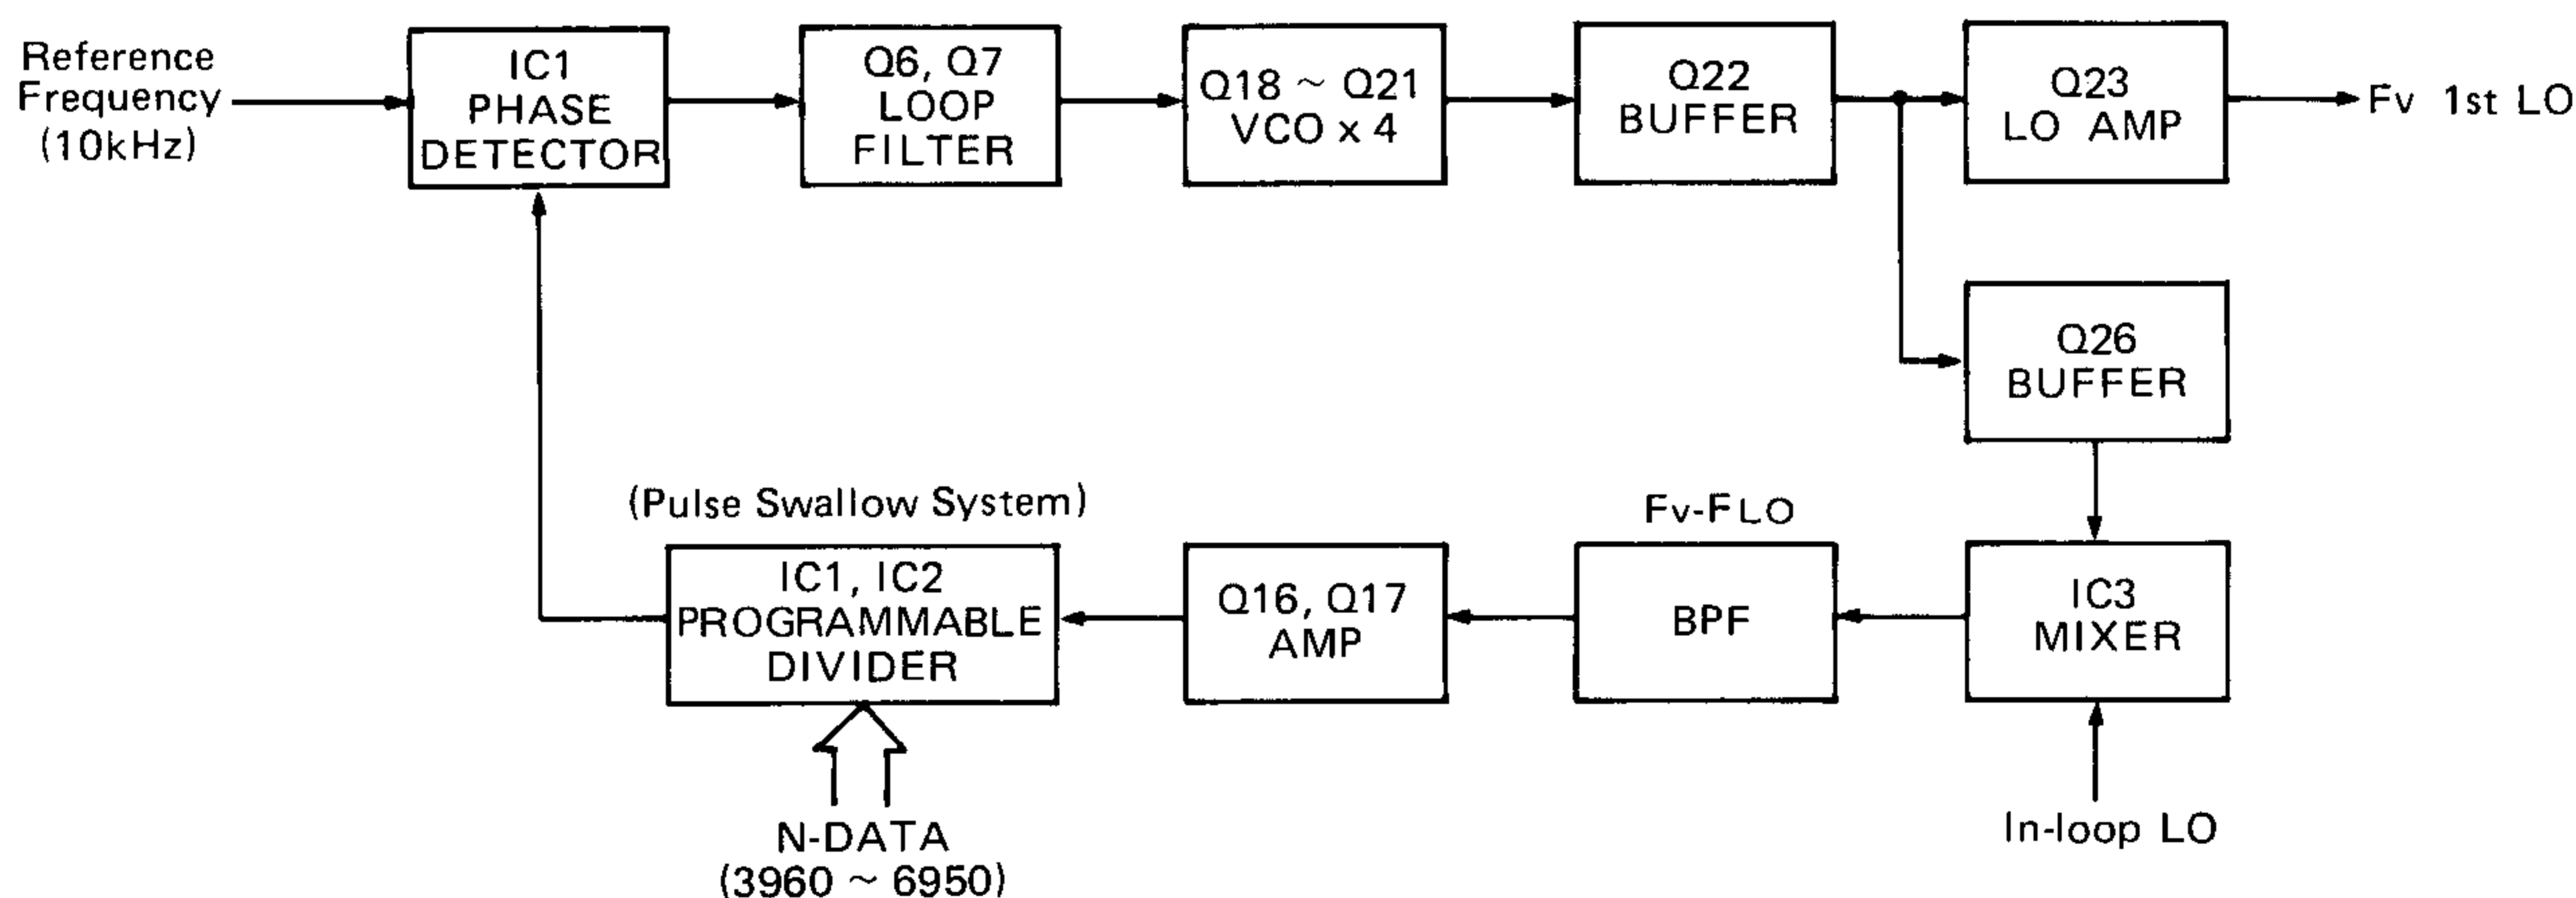 Reference
Frequency
(10kHz)
IC1
PHASE
DETECTOR
Q6, Q7
LOOP
FILTER
Q18 ~ Q21
VCO x 4
Q22
BUFFER
Q23
LO AMP
Fv 1st LO
Q26
BUFFER
(Pulse Swallow System)
Fv-FLO
IC1, IC2
PROGRAMMABLE
DIVIDER
Q16, Q17
AMP
BPF
IC3
MIXER
N-DATA
(3960 ~ 6950)
In-loop LO